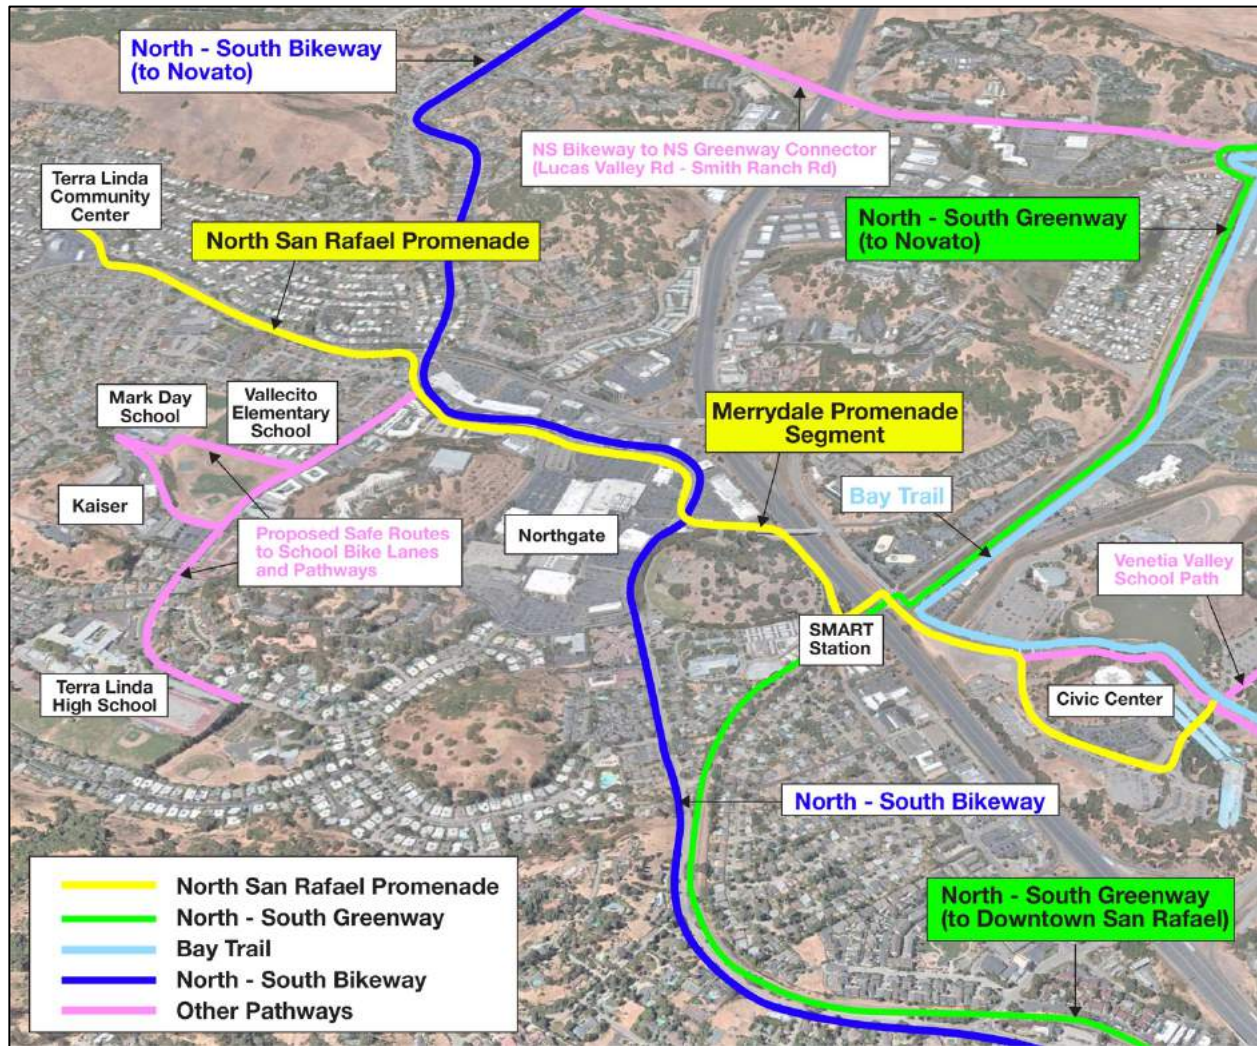 North - South Bikeway
(to Novato)
NS Bikeway to NS Greenway Connector
(Lucas Valley Rd - Smith Ranch Rd)
Terra Linda
Community
Center
North San Rafael Promenade
North - South Greenway
(to Novato)
Mark Day
School
Vallecito
Elementary
School
Merrydale Promenade
Segment
Kaiser
Bay Trail
Northgate
Proposed Safe Routes
to School Bike Lanes
and Pathways
Venetia Valley
School Path
SMART
Station
Terra Linda
High School
Civic Center
North - South Bikeway
North - South Greenway
(to Downtown San Rafael)
North San Rafael Promenade
North - South Greenway
Bay Trail
North - South Bikeway
Other Pathways